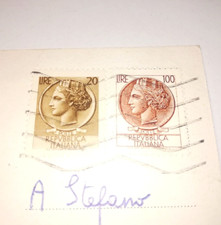 LIRE 20 LIRE 100
REPUBBLICA REPUBBLICA
ITALIANA ITALIANA
A Stefano